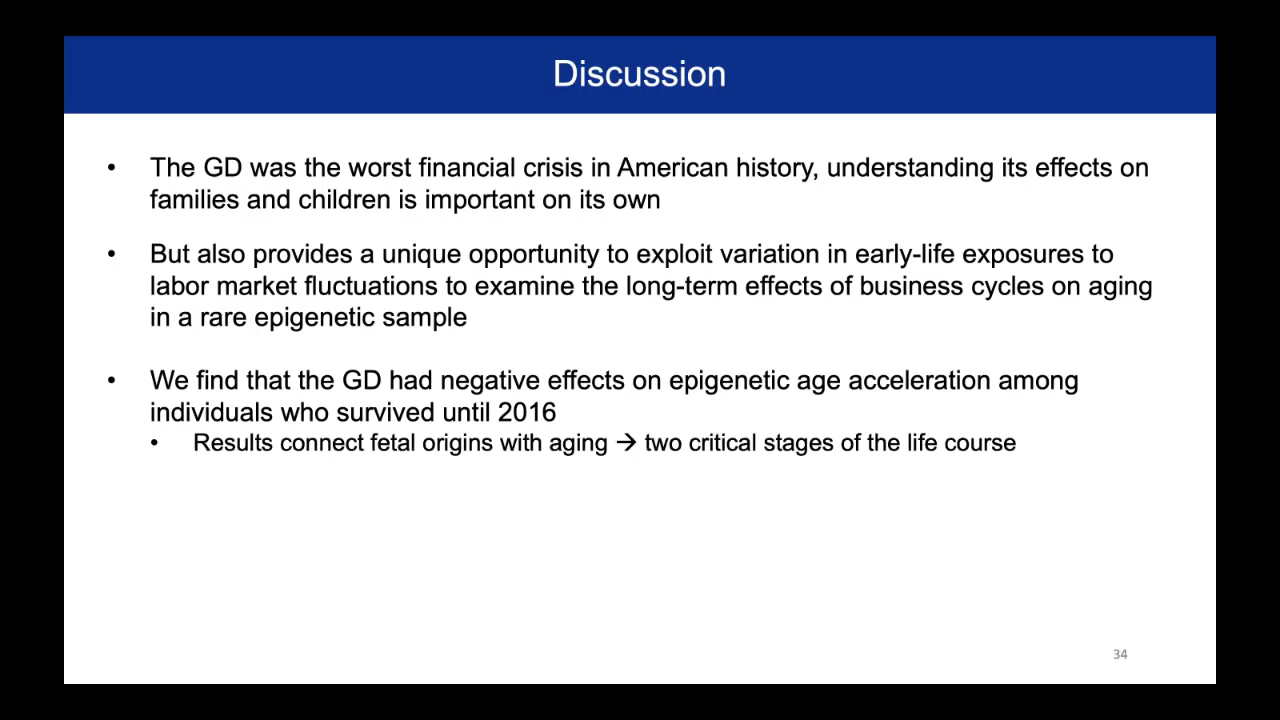 Discussion
• The GD was the worst financial crisis in American history, understanding its effects on
families and children is important on its own
• But also provides a unique opportunity to exploit variation in early-life exposures to
labor market fluctuations to examine the long-term effects of business cycles on aging
in a rare epigenetic sample
• We find that the GD had negative effects on epigenetic age acceleration among
individuals who survived until 2016
• Results connect fetal origins with aging → two critical stages of the life course
34